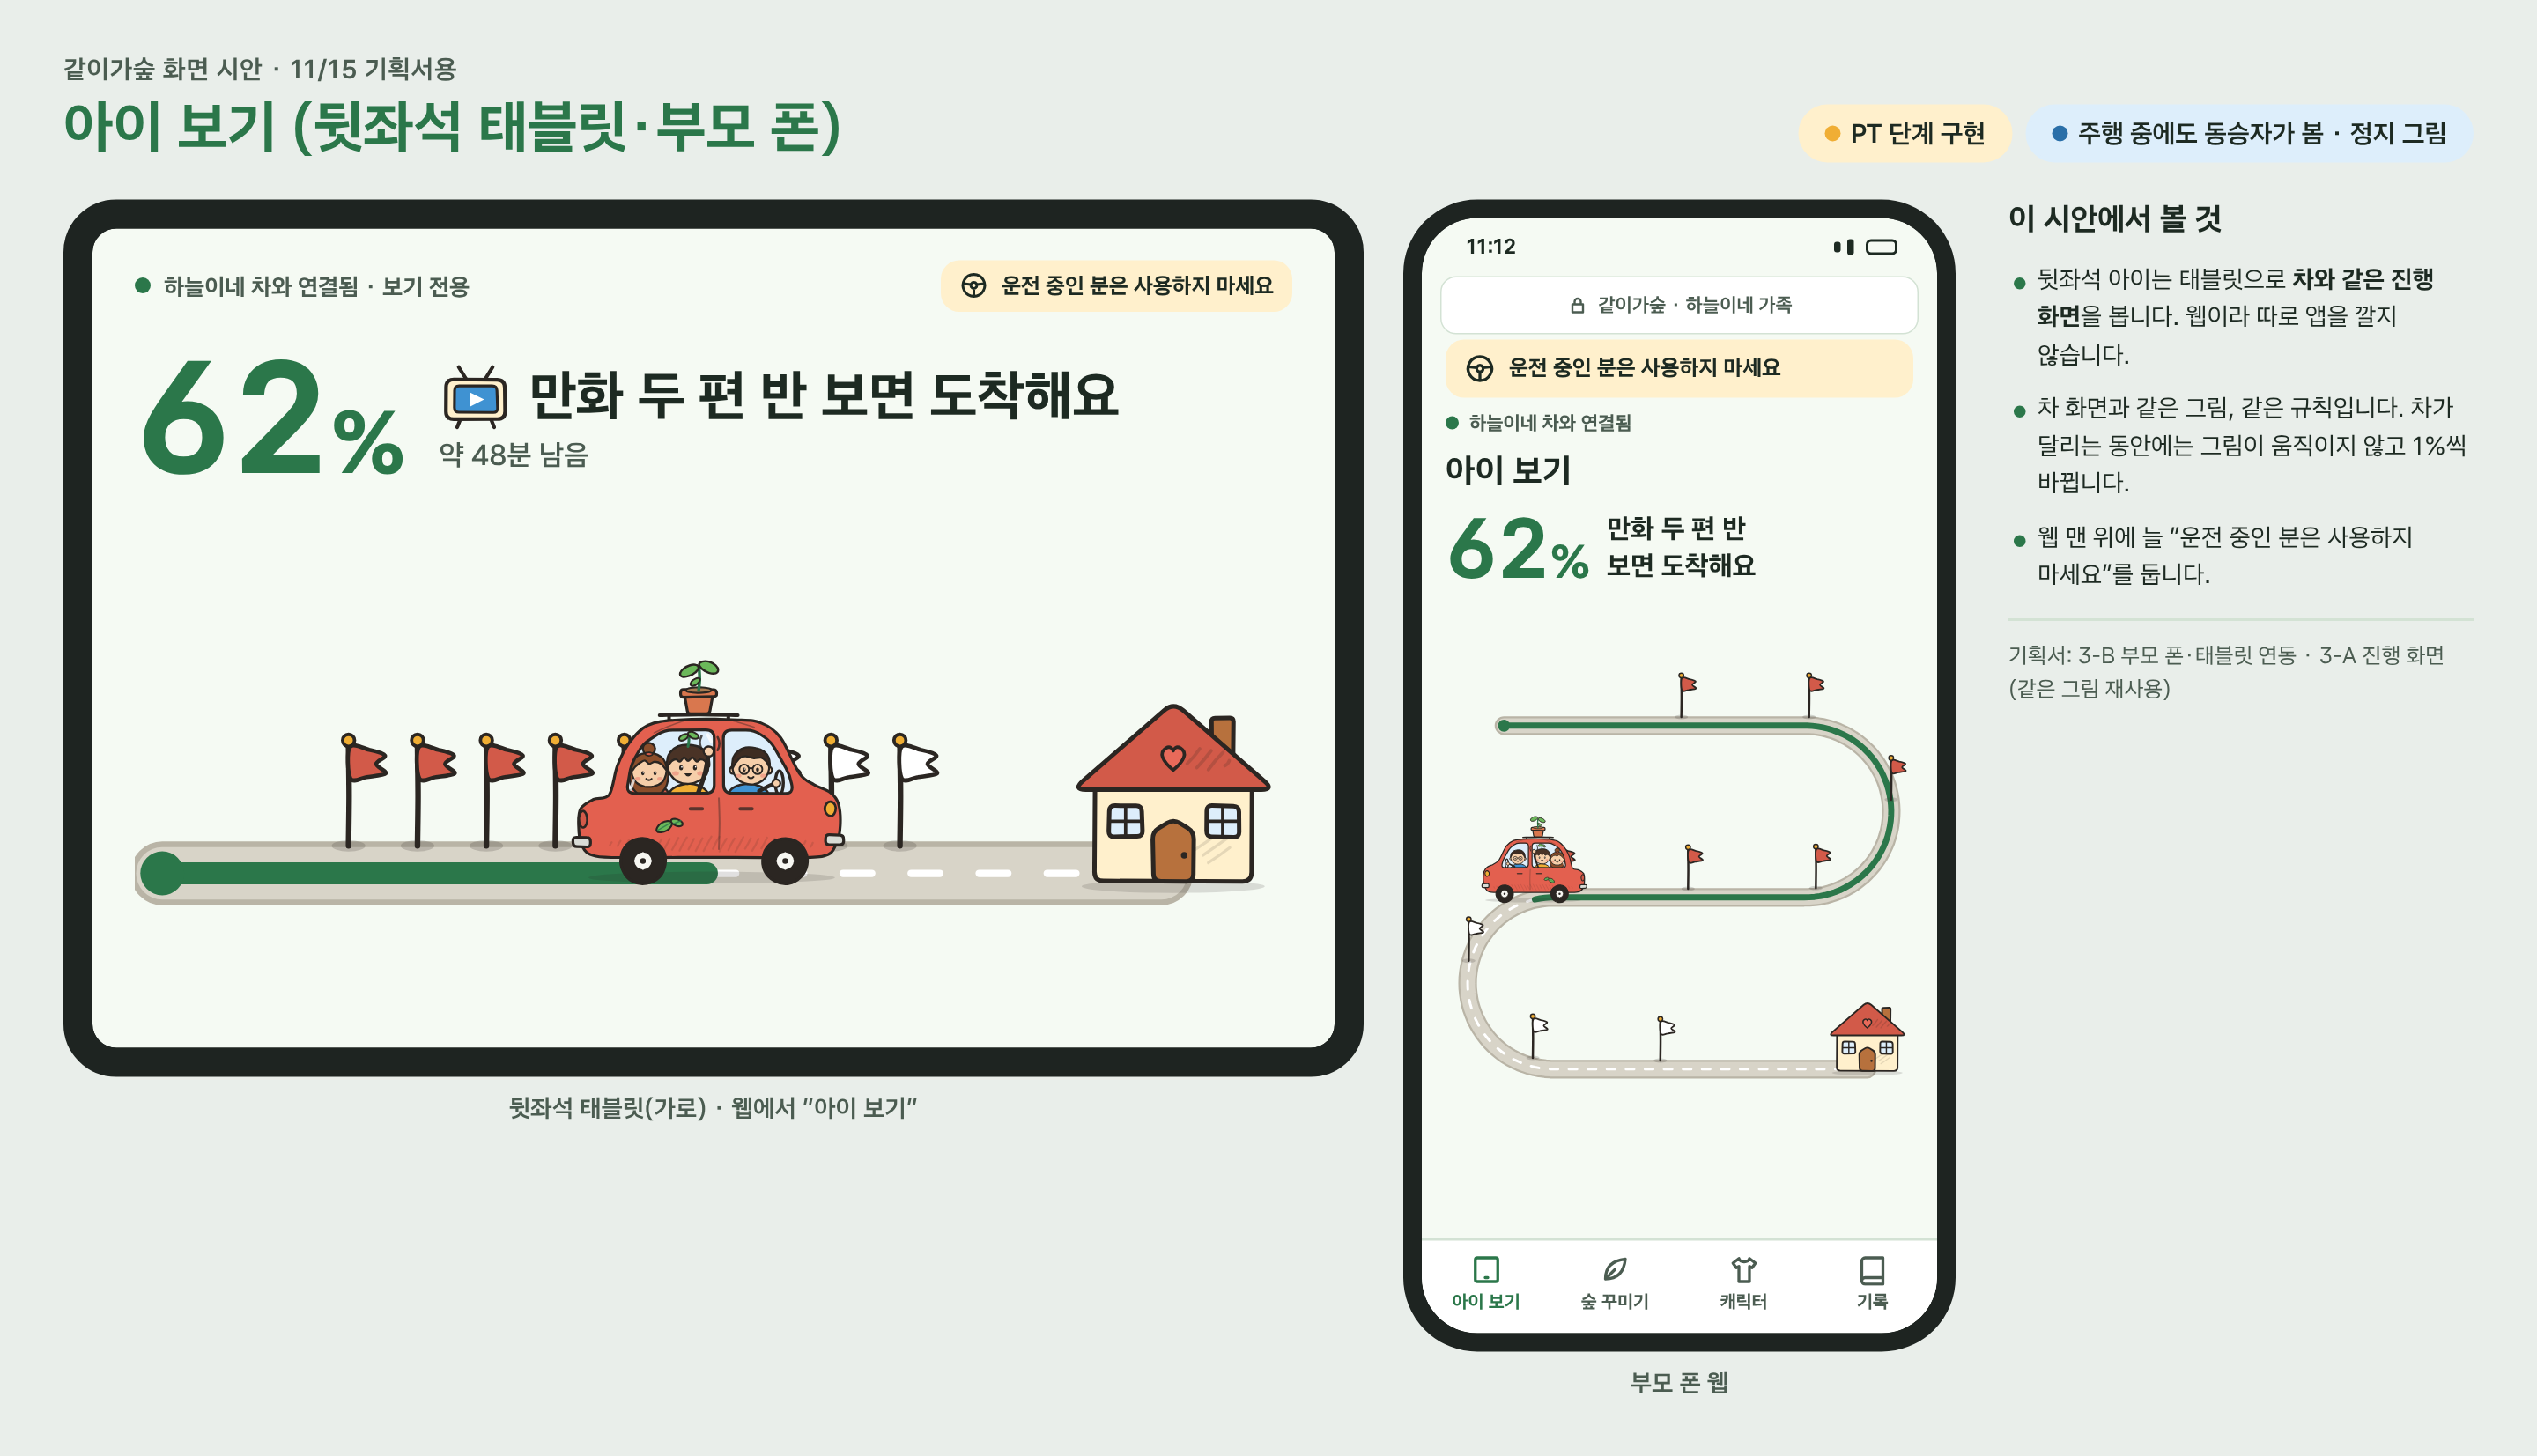 같이가숲 화면 시안 · 11/15 기획서용
아이 보기 (뒷좌석 태블릿·부모 폰)
PT 단계 구현
주행 중에도 동승자가 봄 · 정지 그림
하늘이네 차와 연결됨 · 보기 전용
운전 중인 분은 사용하지 마세요
62%
만화 두 편 반 보면 도착해요
약 48분 남음
뒷좌석 태블릿(가로) · 웹에서 "아이 보기"
11:12
같이가숲 · 하늘이네 가족
운전 중인 분은 사용하지 마세요
하늘이네 차와 연결됨
아이 보기
62%
만화 두 편 반
보면 도착해요
아이 보기
숲 꾸미기
캐릭터
기록
부모 폰 웹
이 시안에서 볼 것
뒷좌석 아이는 태블릿으로 차와 같은 진행
화면을 봅니다. 웹이라 따로 앱을 깔지
않습니다.
차 화면과 같은 그림, 같은 규칙입니다. 차가
달리는 동안에는 그림이 움직이지 않고 1%씩
바뀝니다.
웹 맨 위에 늘 "운전 중인 분은 사용하지
마세요"를 둡니다.
기획서: 3-B 부모 폰·태블릿 연동 · 3-A 진행 화면
(같은 그림 재사용)